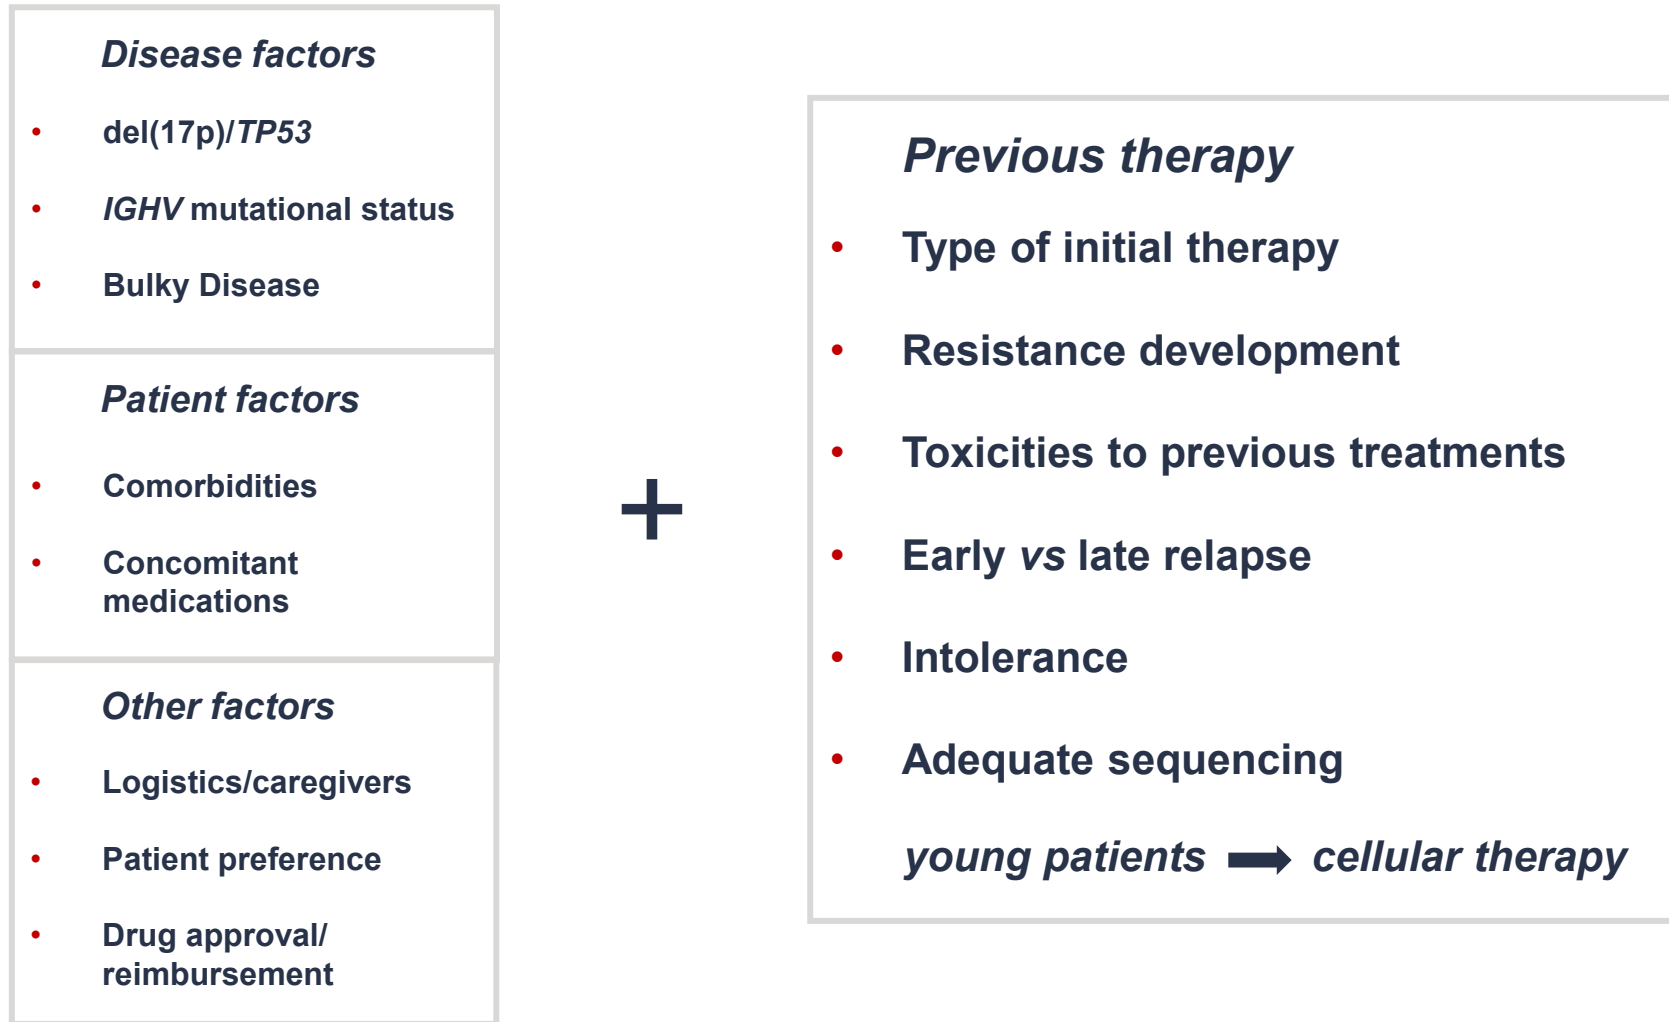 Disease factors
• del(17p)/TP53
• IGHV mutational status
• Bulky Disease
Patient factors
• Comorbidities
• Concomitant
medications
Other factors
• Logistics/caregivers
• Patient preference
• Drug approval/
reimbursement
+
Previous therapy
• Type of initial therapy
• Resistance development
• Toxicities to previous treatments
• Early vs late relapse
• Intolerance
• Adequate sequencing
young patients ➡ cellular therapy